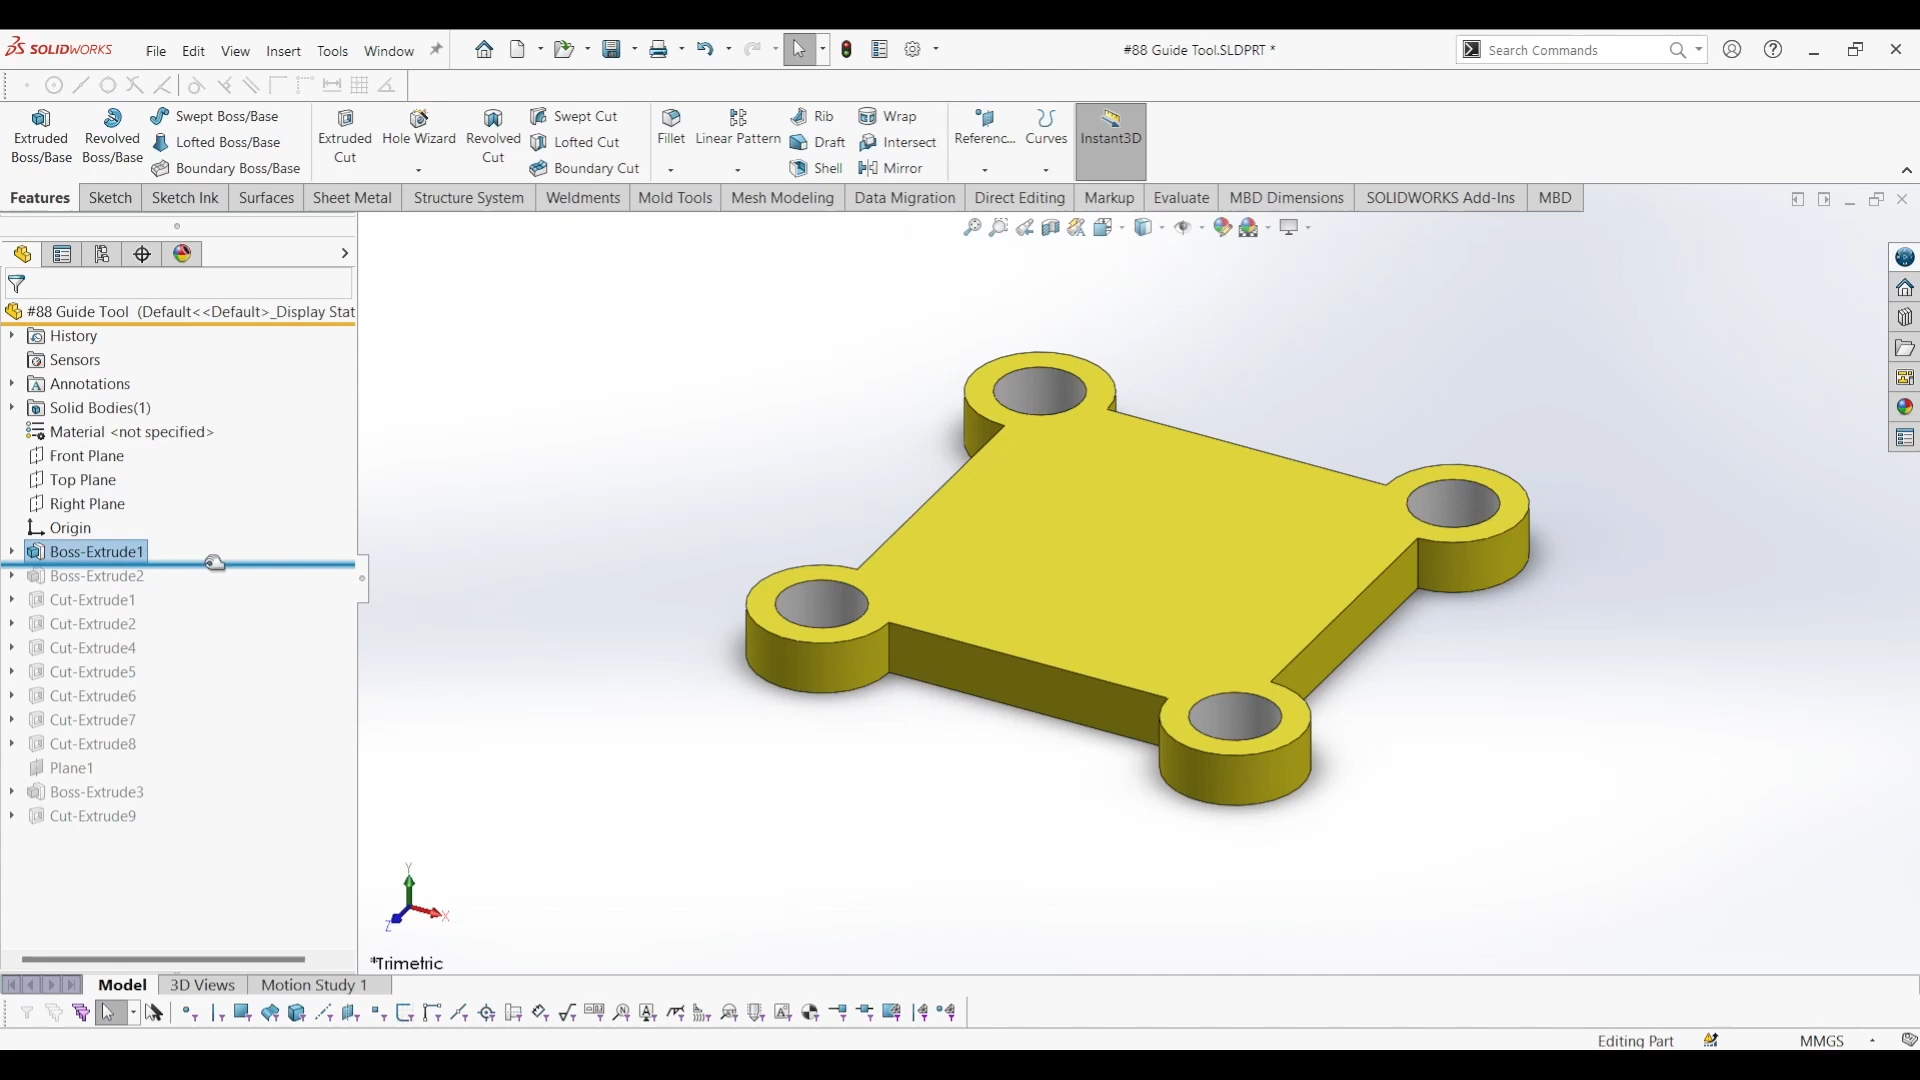 SOLIDWORKS File Edit View Insert Tools Window #88 Guide Tool.SLDPRT * Search Commands
Extruded Boss/Base
Revolved Boss/Base
Swept Boss/Base
Lofted Boss/Base
Boundary Boss/Base
Extruded Cut
Hole Wizard
Revolved Cut
Swept Cut
Lofted Cut
Boundary Cut
Fillet
Linear Pattern
Rib
Draft
Shell
Wrap
Intersect
Mirror
Referenc...
Curves
Instant3D
Features Sketch Sketch Ink Surfaces Sheet Metal Structure System Weldments Mold Tools Mesh Modeling Data Migration Direct Editing Markup Evaluate MBD Dimensions SOLIDWORKS Add-Ins MBD
#88 Guide Tool (Default<<Default>_Display Stat
History
Sensors
Annotations
Solid Bodies(1)
Material <not specified>
Front Plane
Top Plane
Right Plane
Origin
Boss-Extrude1
Boss-Extrude2
Cut-Extrude1
Cut-Extrude2
Cut-Extrude4
Cut-Extrude5
Cut-Extrude6
Cut-Extrude7
Cut-Extrude8
Plane1
Boss-Extrude3
Cut-Extrude9
Y
X
Z
*Trimetric
Model 3D Views Motion Study 1
Editing Part MMGS